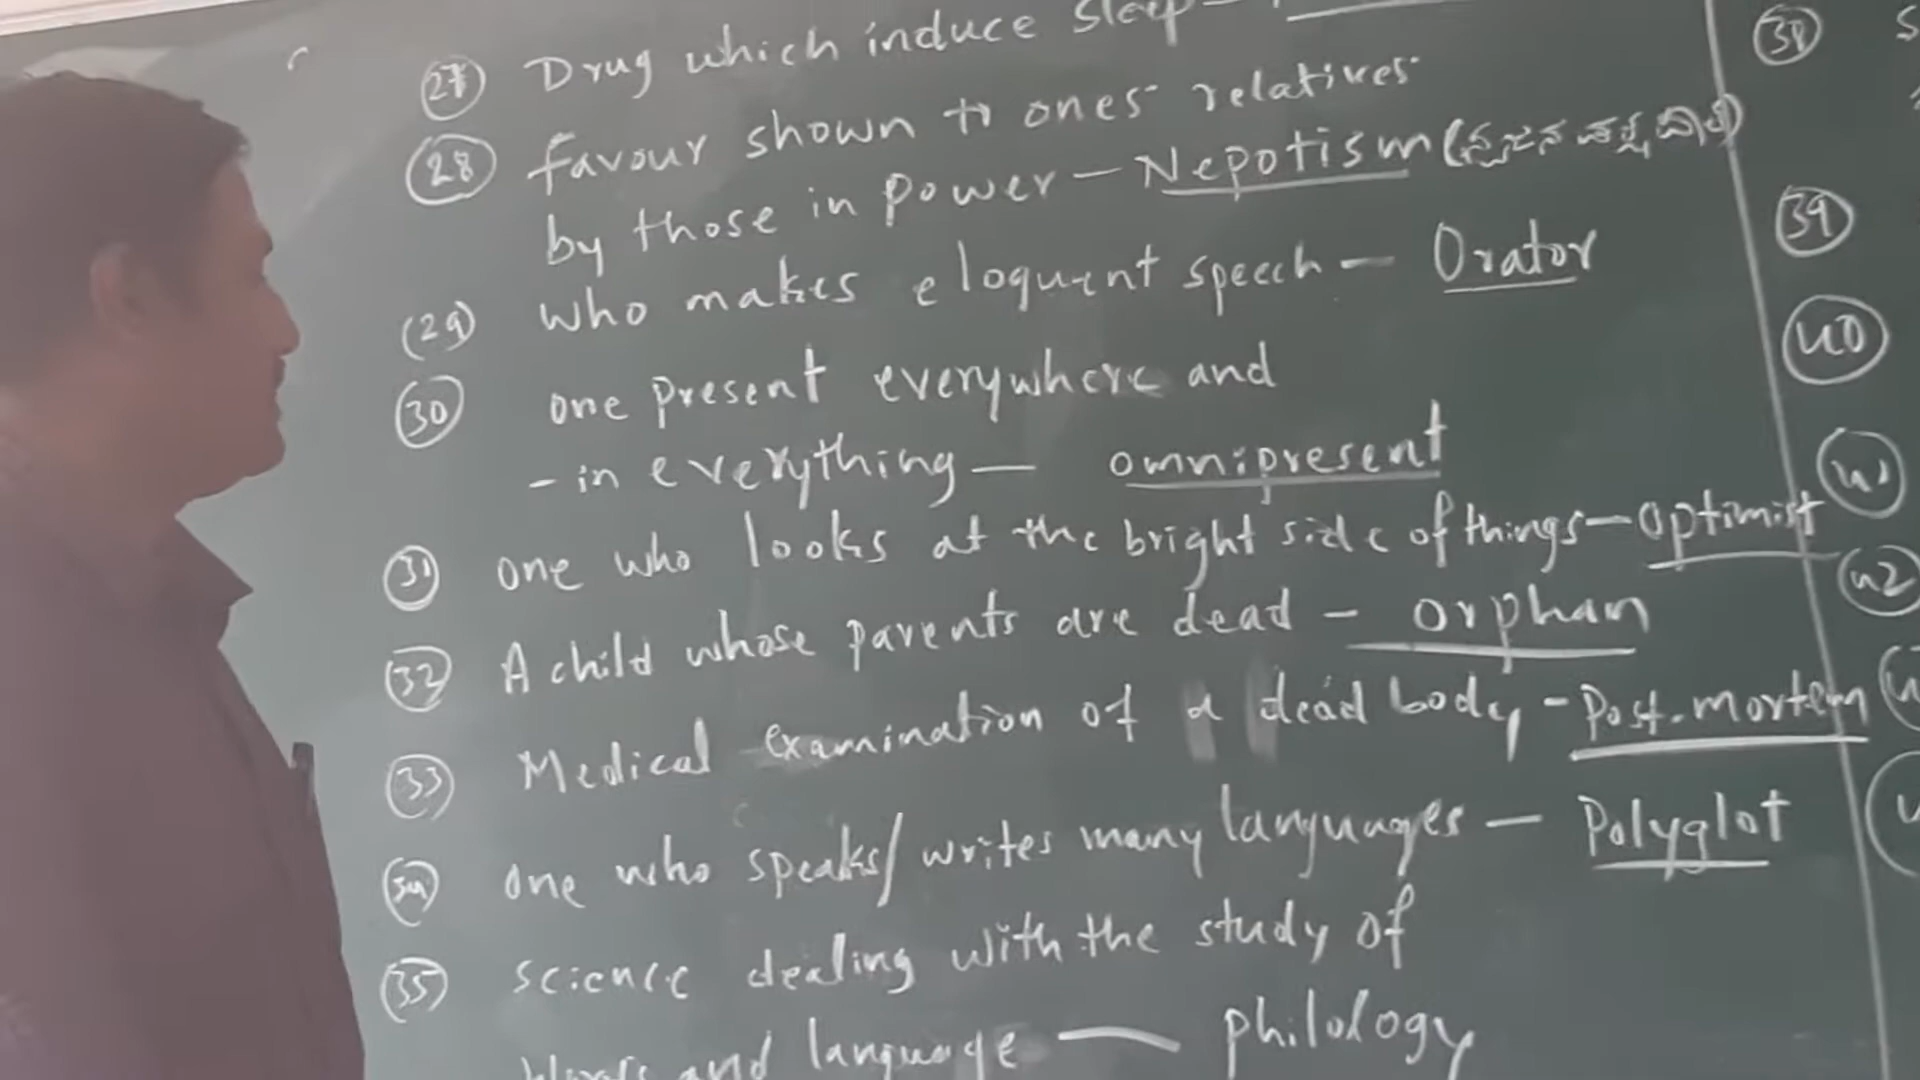 (27) Drug which induce sleep -
(28) favour shown to ones relatives
by those in power - Nepotism (ಸ್ವಜನ ಪಕ್ಷಪಾತ)
(29) who makes eloquent speech - Orator
(30) one present everywhere and
- in everything - omnipresent
(31) one who looks at the bright side of things - optimist
(32) A child whose parents are dead - orphan
(33) Medical examination of a dead body - Post-mortem
(34) one who speaks/writes many languages - Polyglot
(35) science dealing with the study of
and language - philology
(38)
(39)
(40)
(41)
(42)